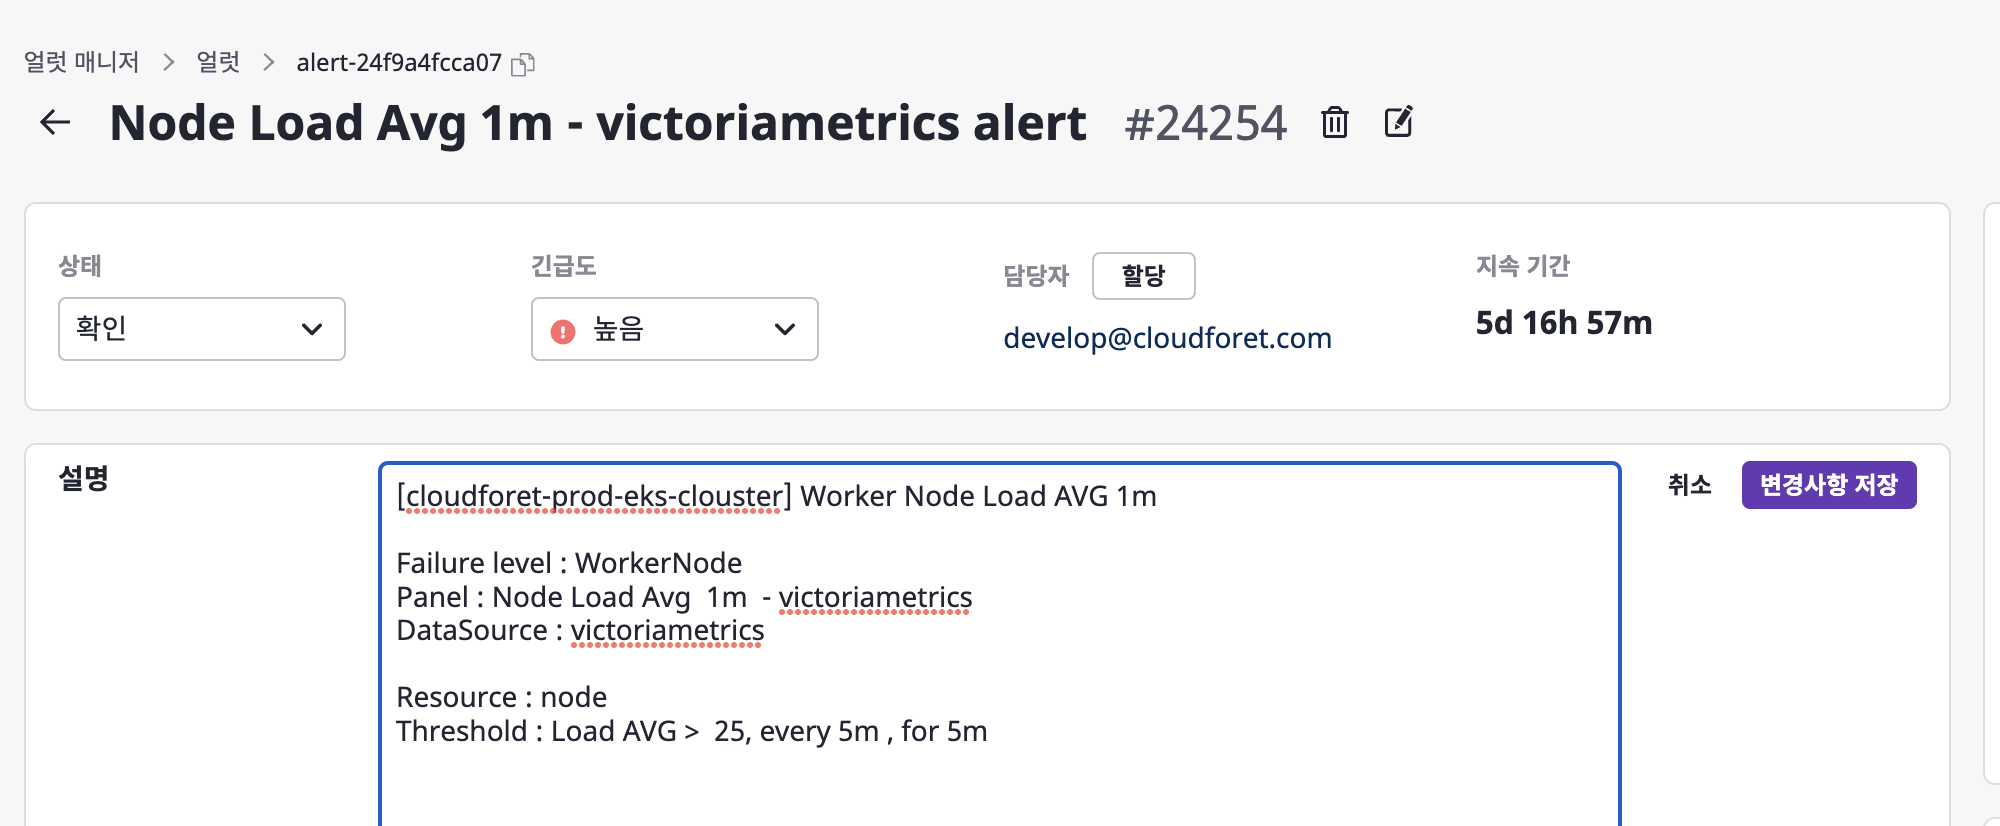 얼럿 매니저 > 얼럿 > alert-24f9a4fcca07
Node Load Avg 1m - victoriametrics alert #24254
상태
확인
긴급도
높음
담당자 할당
develop@cloudforet.com
지속 기간
5d 16h 57m
설명
[cloudforet-prod-eks-clouster] Worker Node Load AVG 1m
Failure level : WorkerNode
Panel : Node Load Avg  1m  - victoriametrics
DataSource : victoriametrics
Resource : node
Threshold : Load AVG >  25, every 5m , for 5m
취소 변경사항 저장